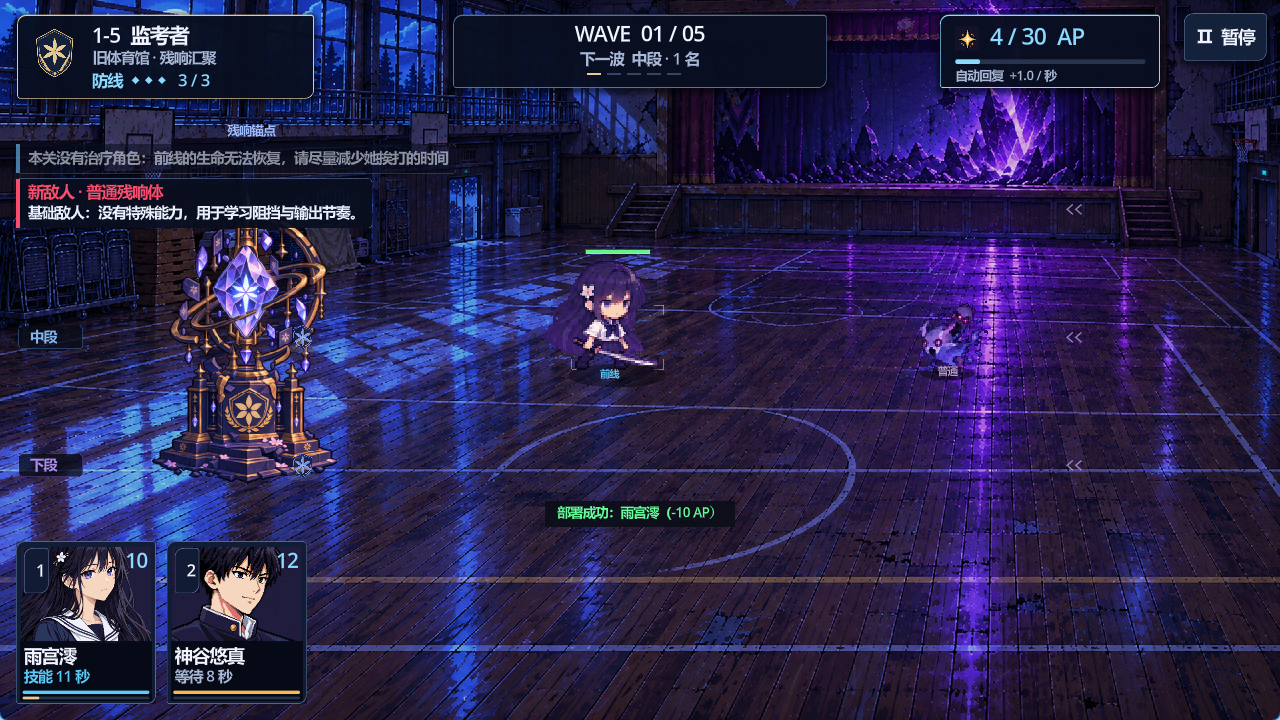 1-5 监考者
旧体育馆 · 残响汇聚
防线 3 / 3
WAVE 01 / 05
下一波 中段 · 1 名
4 / 30 AP
自动回复 +1.0 / 秒
暂停
残响锚点
本关没有治疗角色：前线的生命无法恢复，请尽量减少她挨打的时间
新敌人 · 普通残响体
基础敌人：没有特殊能力，用于学习阻挡与输出节奏。
中段
前线
普通
下段
部署成功：雨宫澪（-10 AP）
1 10
雨宫澪
技能 11 秒
2 12
神谷悠真
等待 8 秒